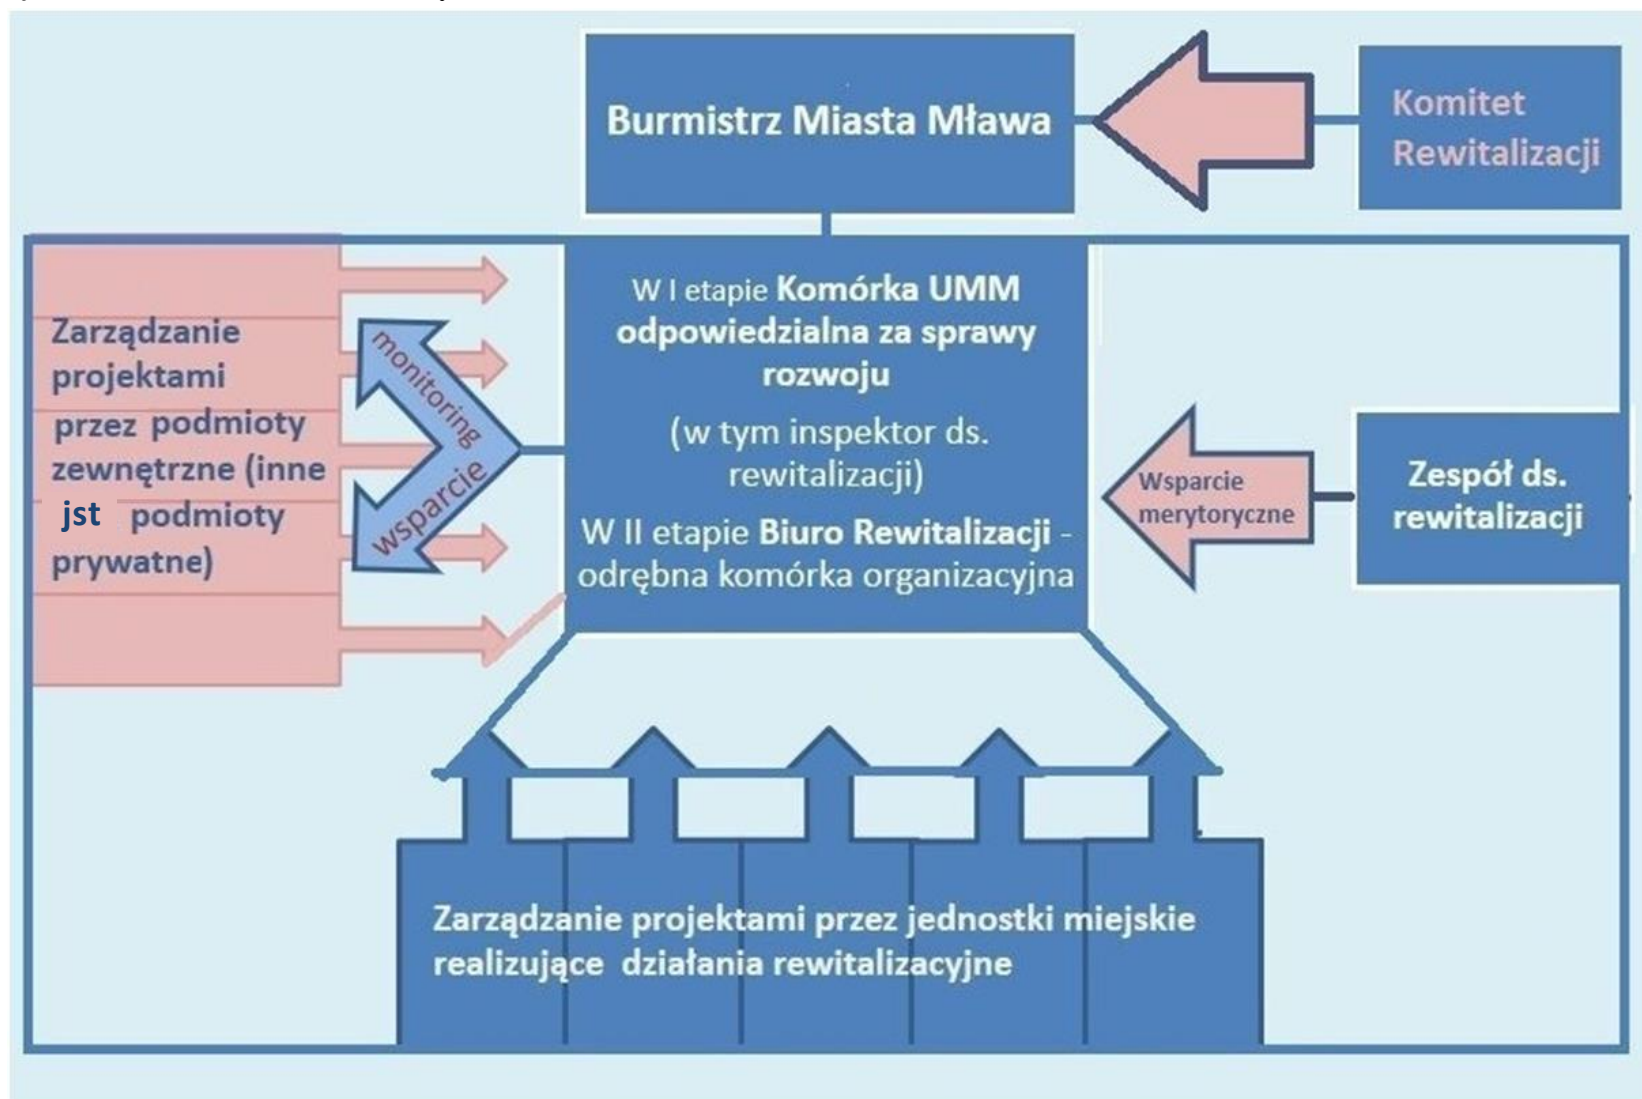 Burmistrz Miasta Mława
Komitet
Rewitalizacji
Zarządzanie
projektami
przez podmioty
zewnętrzne (inne
jst podmioty
prywatne)
monitoring
wsparcie
W I etapie Komórka UMM
odpowiedzialna za sprawy
rozwoju
(w tym inspektor ds.
rewitalizacji)
W II etapie Biuro Rewitalizacji -
odrębna komórka organizacyjna
Wsparcie
merytoryczne
Zespół ds.
rewitalizacji
Zarządzanie projektami przez jednostki miejskie
realizujące działania rewitalizacyjne